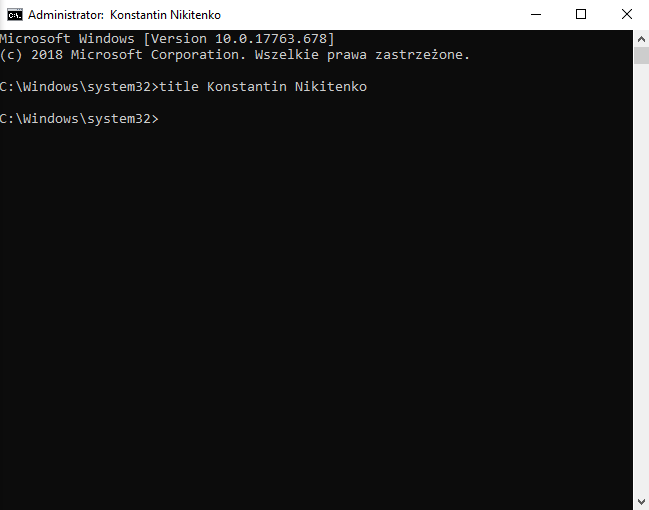 Administrator: Konstantin Nikitenko
Microsoft Windows [Version 10.0.17763.678]
(c) 2018 Microsoft Corporation. Wszelkie prawa zastrzeżone.
C:\Windows\system32>title Konstantin Nikitenko
C:\Windows\system32>